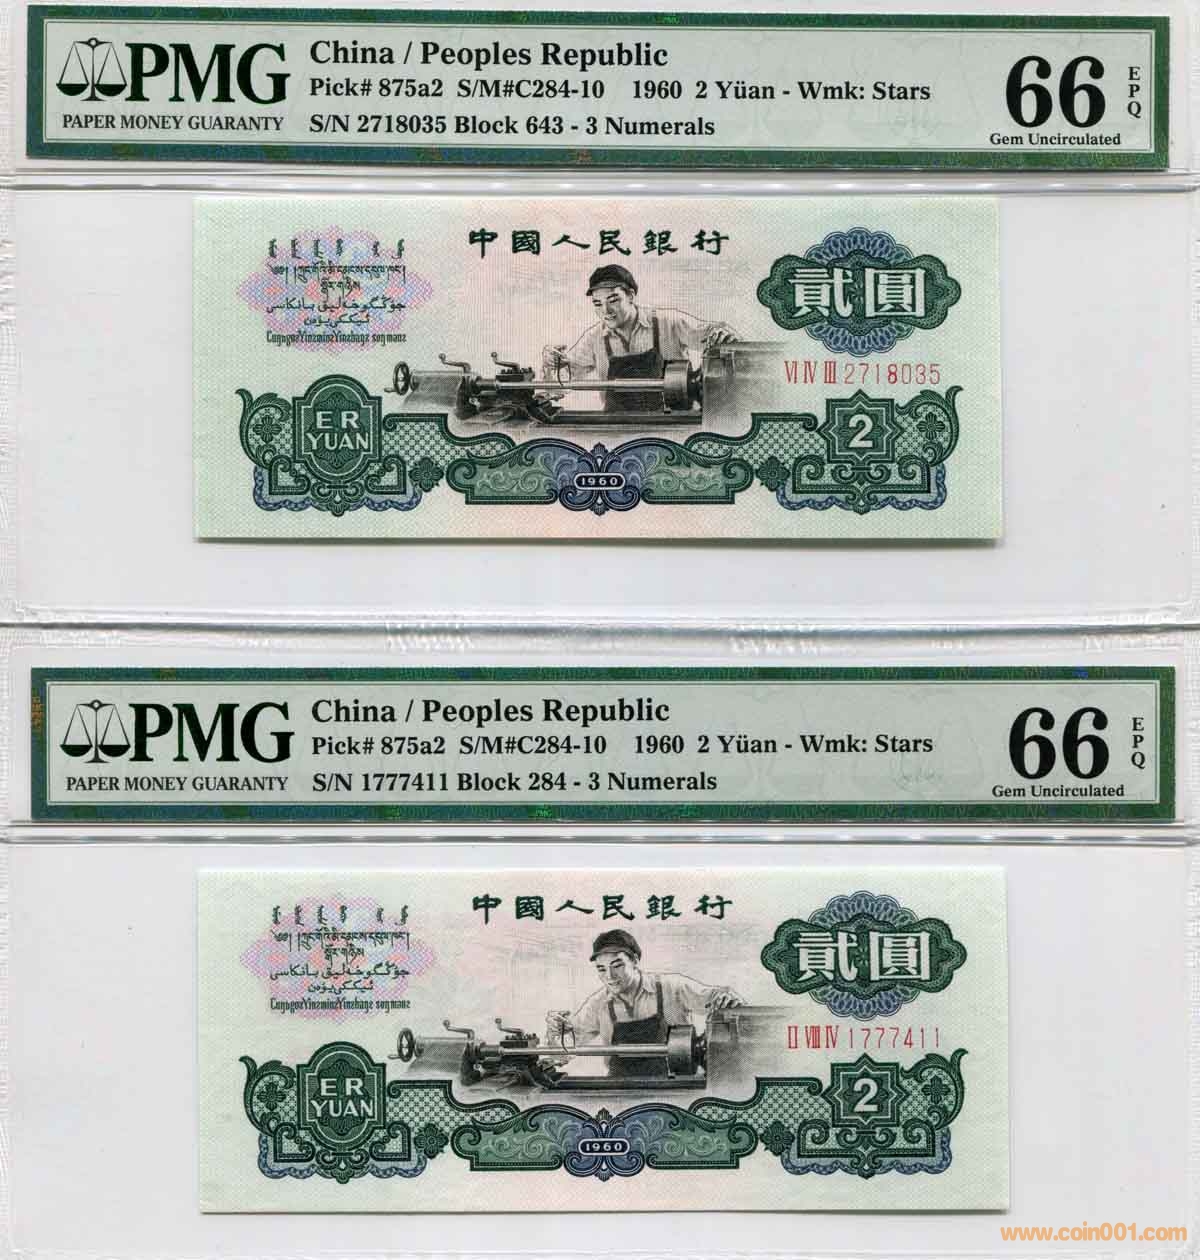 PMG
PAPER MONEY GUARANTY
China / Peoples Republic
Pick# 875a2 S/M#C284-10 1960 2 Yüan - Wmk: Stars
S/N 2718035 Block 643 - 3 Numerals
66
EPQ
Gem Uncirculated
中國人民銀行
貳圓
VI IV III 2718035
ER
YUAN
1960
2
PMG
PAPER MONEY GUARANTY
China / Peoples Republic
Pick# 875a2 S/M#C284-10 1960 2 Yüan - Wmk: Stars
S/N 1777411 Block 284 - 3 Numerals
66
EPQ
Gem Uncirculated
中國人民銀行
貳圓
II VIII IV 1777411
ER
YUAN
1960
2
www.coin001.com